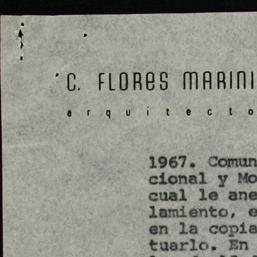 C. FLORES MARINI
arquitecto
1967. Comun
cional y Mo
cual le ane
lamiento, e
en la copia
tuarlo. En